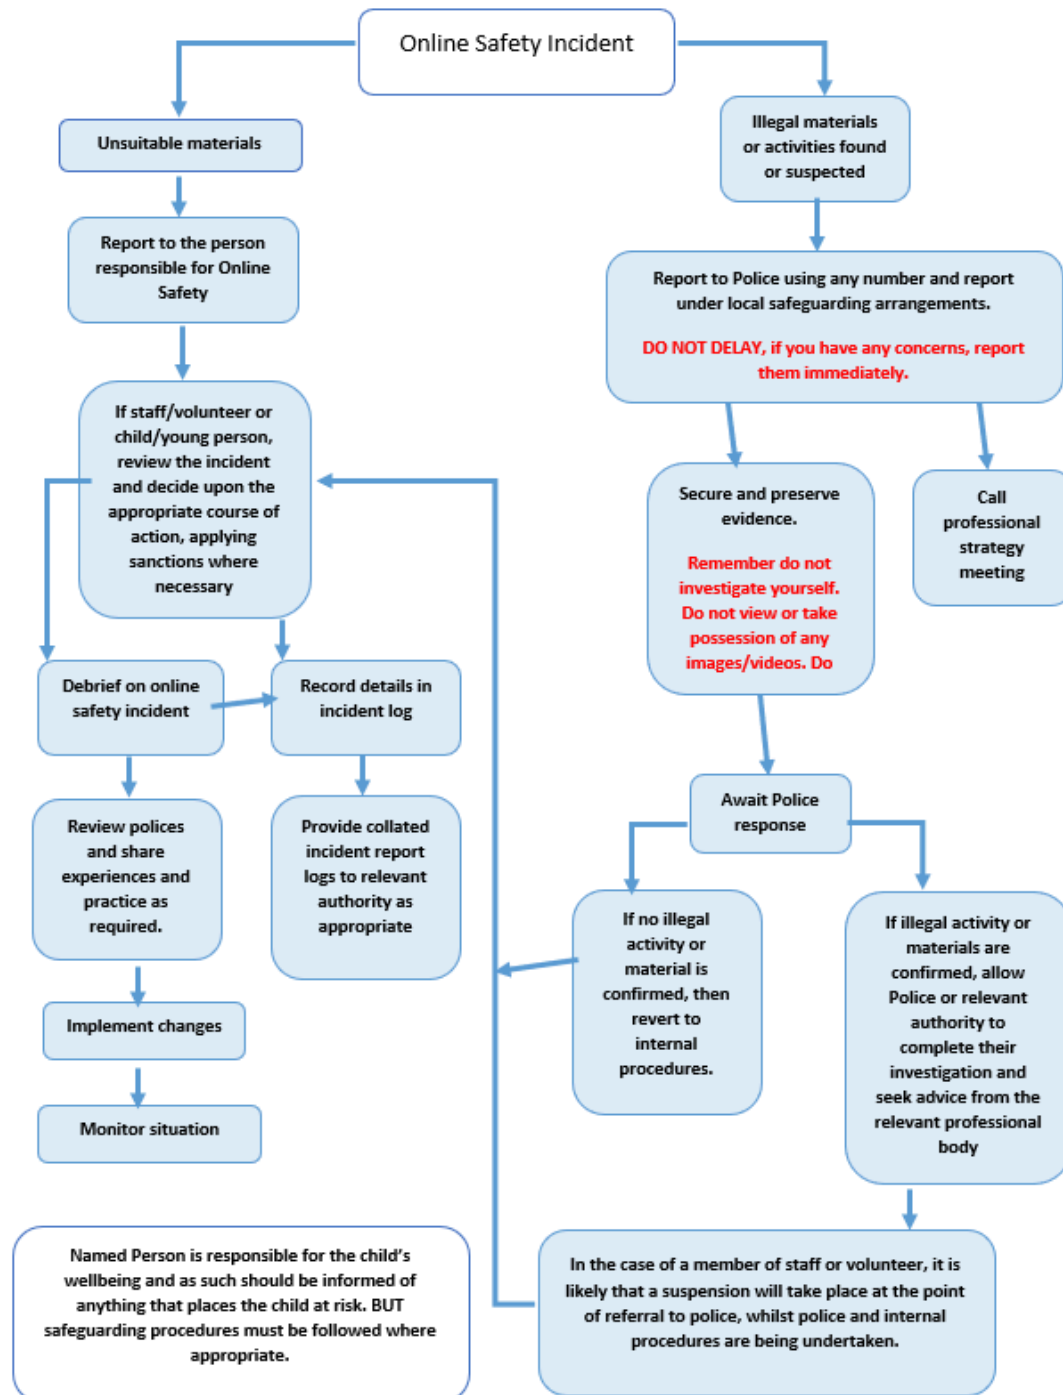 Online Safety Incident
Unsuitable materials
Illegal materials
or activities found
or suspected
Report to the person
responsible for Online
Safety
Report to Police using any number and report
under local safeguarding arrangements.
DO NOT DELAY, if you have any concerns, report
them immediately.
If staff/volunteer or
child/young person,
review the incident
and decide upon the
appropriate course of
action, applying
sanctions where
necessary
Secure and preserve
evidence.
Remember do not
investigate yourself.
Do not view or take
possession of any
images/videos. Do
Call
professional
strategy
meeting
Debrief on online
safety incident
Record details in
incident log
Await Police
response
Review polices
and share
experiences and
practice as
required.
Provide collated
incident report
logs to relevant
authority as
appropriate
If no illegal
activity or
material is
confirmed, then
revert to
internal
procedures.
If illegal activity or
materials are
confirmed, allow
Police or relevant
authority to
complete their
investigation and
seek advice from the
relevant professional
body
Implement changes
Monitor situation
Named Person is responsible for the child's
wellbeing and as such should be informed of
anything that places the child at risk. BUT
safeguarding procedures must be followed where
appropriate.
In the case of a member of staff or volunteer, it is
likely that a suspension will take place at the point
of referral to police, whilst police and internal
procedures are being undertaken.